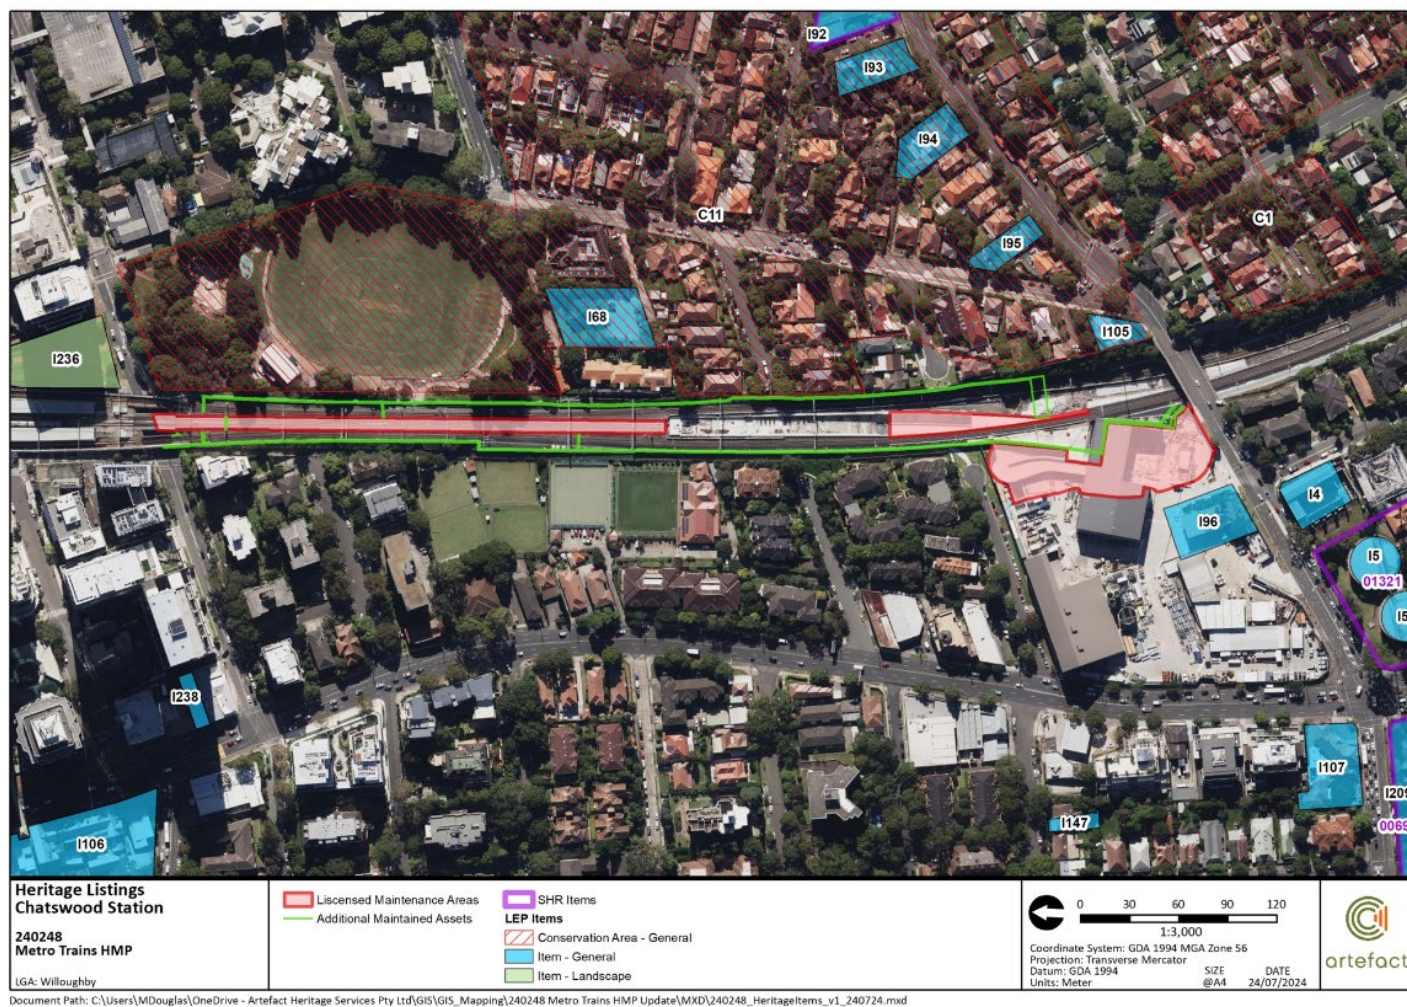 I92
I93
I94
C11
C1
I95
I68
I105
I236
I4
I96
I5
01321
I5
I238
I107
I209
I147
0069
I106
Heritage Listings
Chatswood Station
240248
Metro Trains HMP
LGA: Willoughby
Liscensed Maintenance Areas
Additional Maintained Assets
SHR Items
LEP Items
Conservation Area - General
Item - General
Item - Landscape
0 30 60 90 120
1:3,000
Coordinate System: GDA 1994 MGA Zone 56
Projection: Transverse Mercator
Datum: GDA 1994
Units: Meter
SIZE
@A4
DATE
24/07/2024
artefact
Document Path: C:\Users\MDouglas\OneDrive - Artefact Heritage Services Pty Ltd\GIS\GIS_Mapping\240248 Metro Trains HMP Update\MXD\240248_HeritageItems_v1_240724.mxd